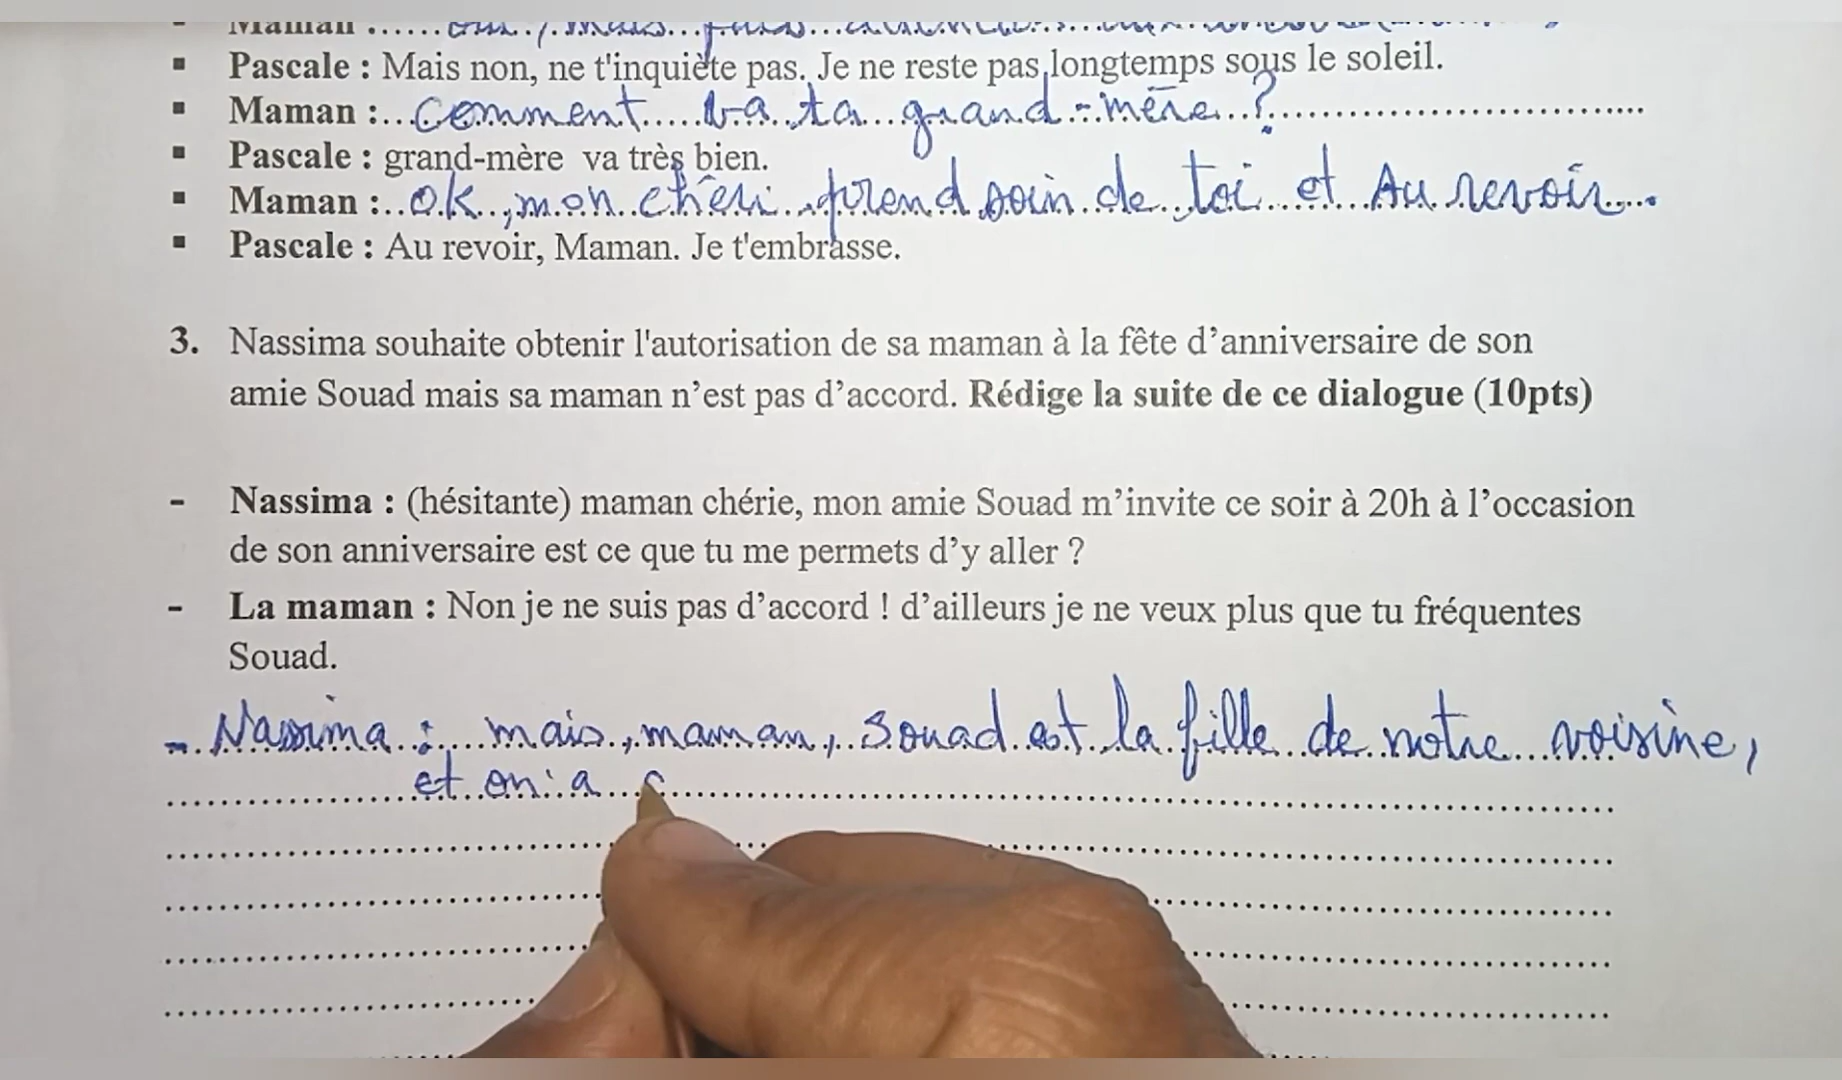 Maman
Pascale : Mais non, ne t'inquiète pas. Je ne reste pas longtemps sous le soleil.
Maman : comment va ta grand-mère ?
Pascale : grand-mère va très bien.
Maman : OK, mon chéri prend soin de toi et Au revoir
Pascale : Au revoir, Maman. Je t'embrasse.
3. Nassima souhaite obtenir l'autorisation de sa maman à la fête d’anniversaire de son
amie Souad mais sa maman n’est pas d’accord. Rédige la suite de ce dialogue (10pts)
- Nassima : (hésitante) maman chérie, mon amie Souad m’invite ce soir à 20h à l’occasion
de son anniversaire est ce que tu me permets d’y aller ?
- La maman : Non je ne suis pas d’accord ! d’ailleurs je ne veux plus que tu fréquentes
Souad.
- Nassima : mais, maman, Souad est la fille de notre voisine,
et on a